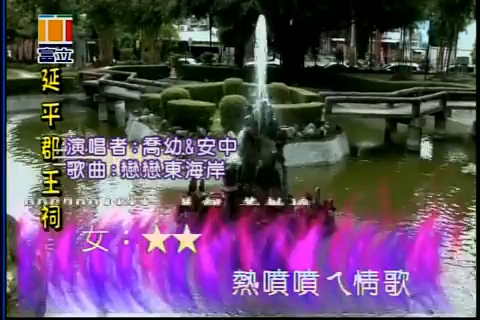 富立
延平郡王祠
演唱者:喬幼&安中
歌曲:戀戀東海岸
女:★★
熱噴噴ㄟ情歌